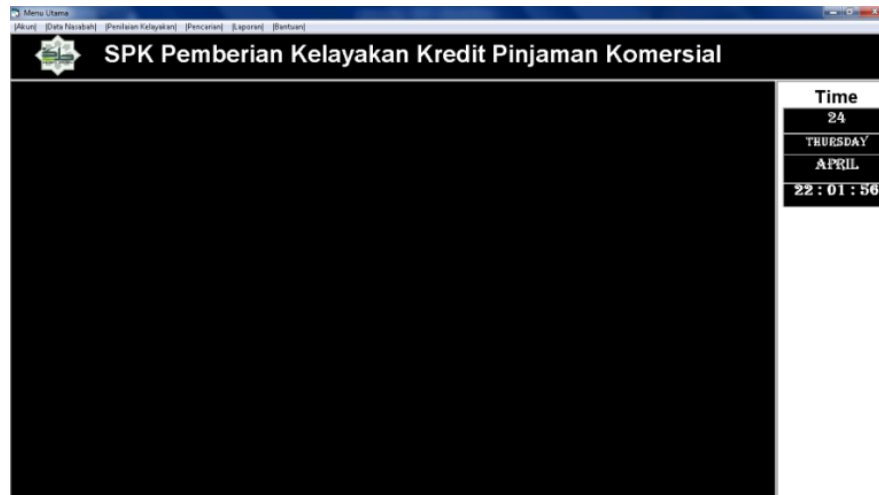 Menu Utama
|Akun| |Data Nasabah| |Penilaian Kelayakan| |Pencarian| |Laporan| |Bantuan|
SPK Pemberian Kelayakan Kredit Pinjaman Komersial
Time
24
THURSDAY
APRIL
22 : 01 : 56